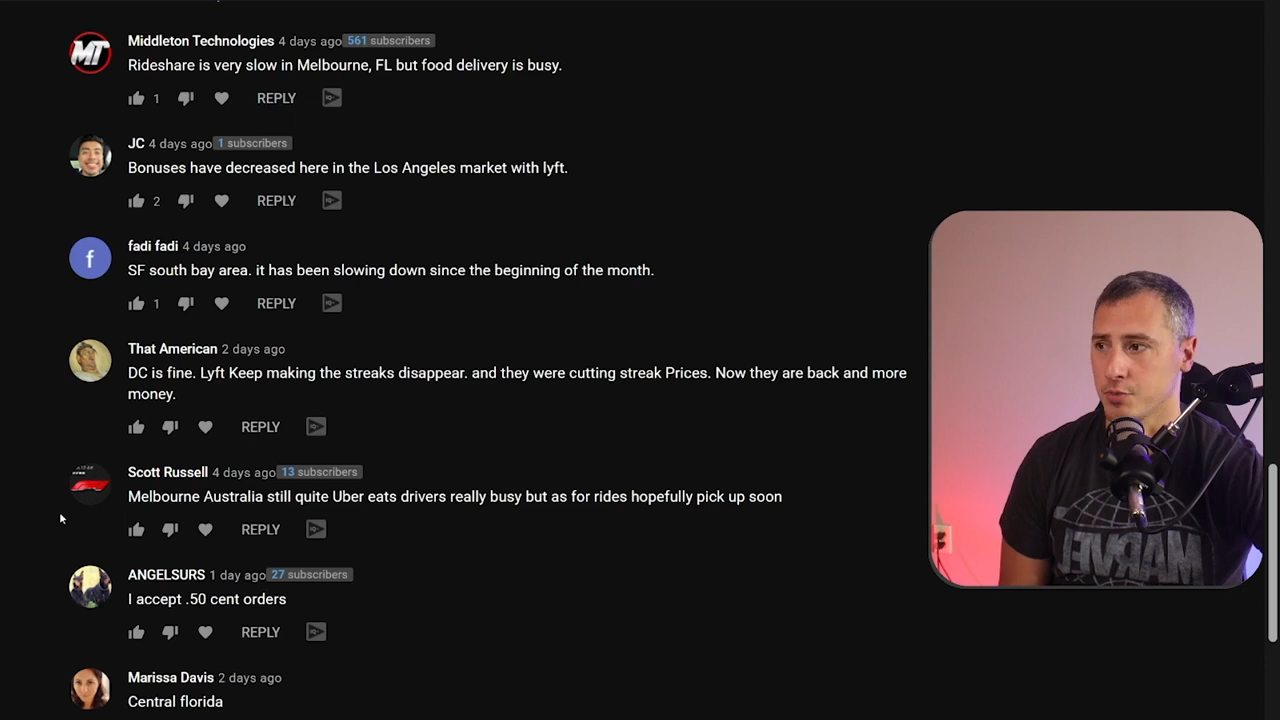 Middleton Technologies 4 days ago 561 subscribers
Rideshare is very slow in Melbourne, FL but food delivery is busy.
1 REPLY
JC 4 days ago 1 subscribers
Bonuses have decreased here in the Los Angeles market with lyft.
2 REPLY
fadi fadi 4 days ago
f
SF south bay area. it has been slowing down since the beginning of the month.
1 REPLY
That American 2 days ago
DC is fine. Lyft Keep making the streaks disappear. and they were cutting streak Prices. Now they are back and more
money.
REPLY
Scott Russell 4 days ago 13 subscribers
Melbourne Australia still quite Uber eats drivers really busy but as for rides hopefully pick up soon
REPLY
ANGELSURS 1 day ago 27 subscribers
I accept .50 cent orders
REPLY
Marissa Davis 2 days ago
Central florida
MT
MARVEL